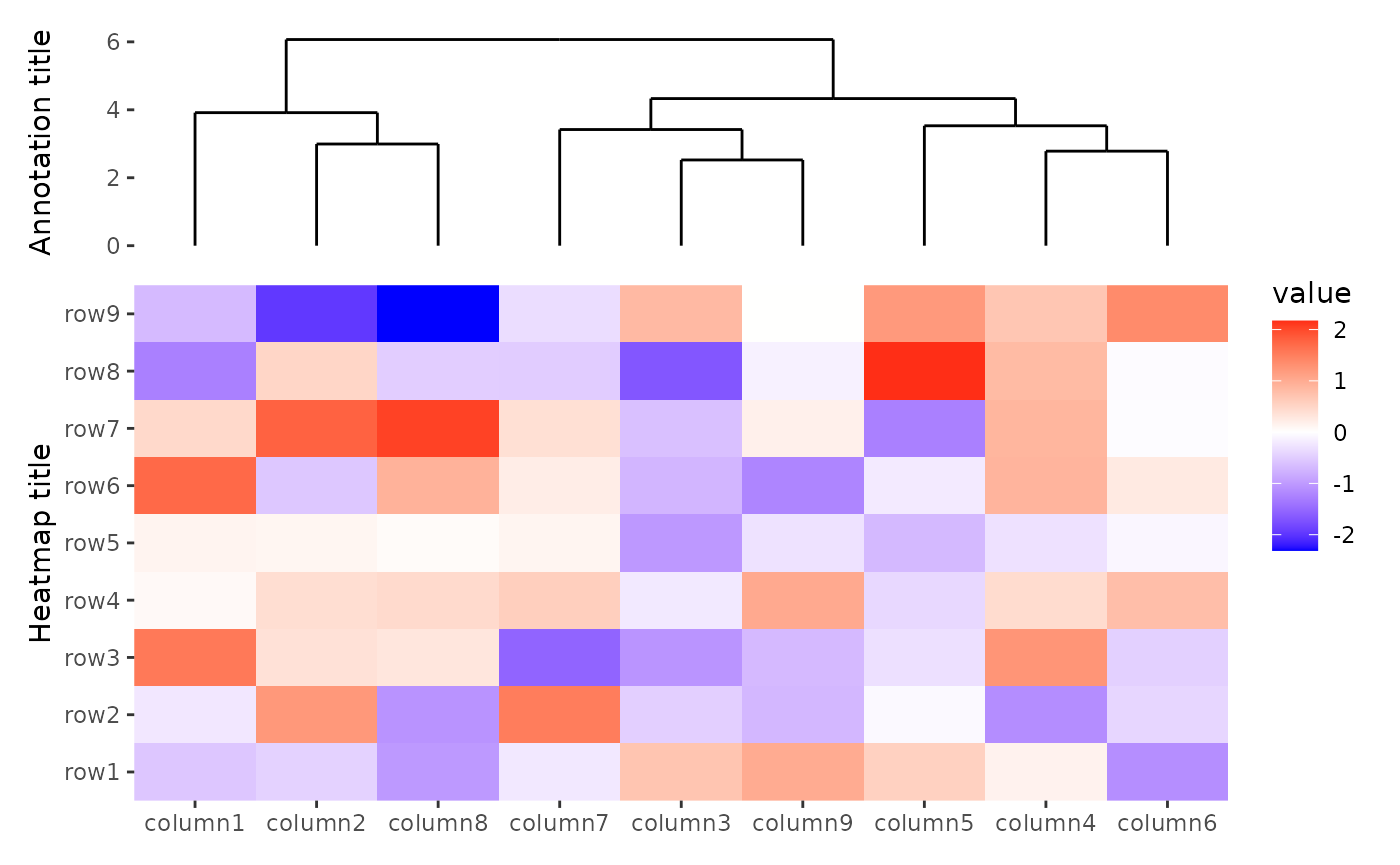 Annotation title
6
4
2
0
Heatmap title
row9
row8
row7
row6
row5
row4
row3
row2
row1
column1 column2 column8 column7 column3 column9 column5 column4 column6
value
2
1
0
-1
-2